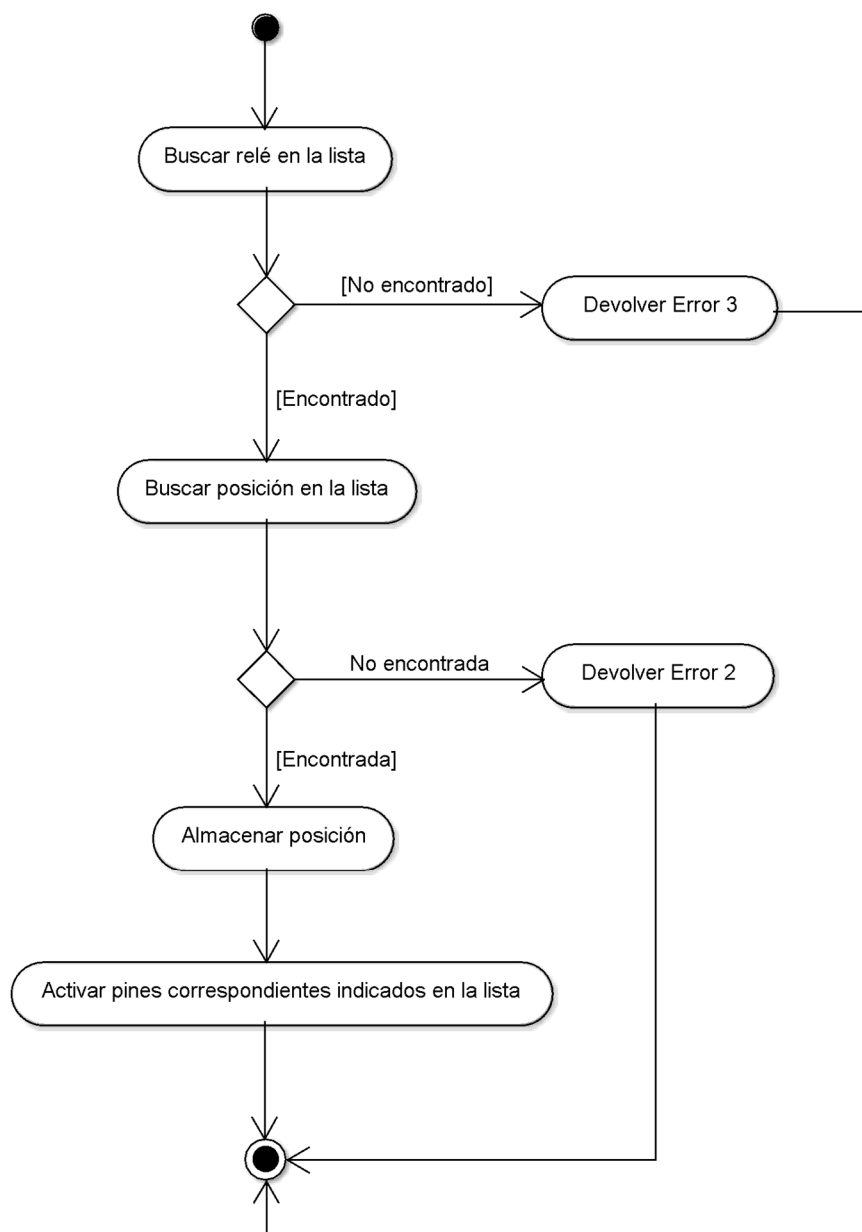 Buscar relé en la lista
[No encontrado]
Devolver Error 3
[Encontrado]
Buscar posición en la lista
No encontrada
Devolver Error 2
[Encontrada]
Almacenar posición
Activar pines correspondientes indicados en la lista